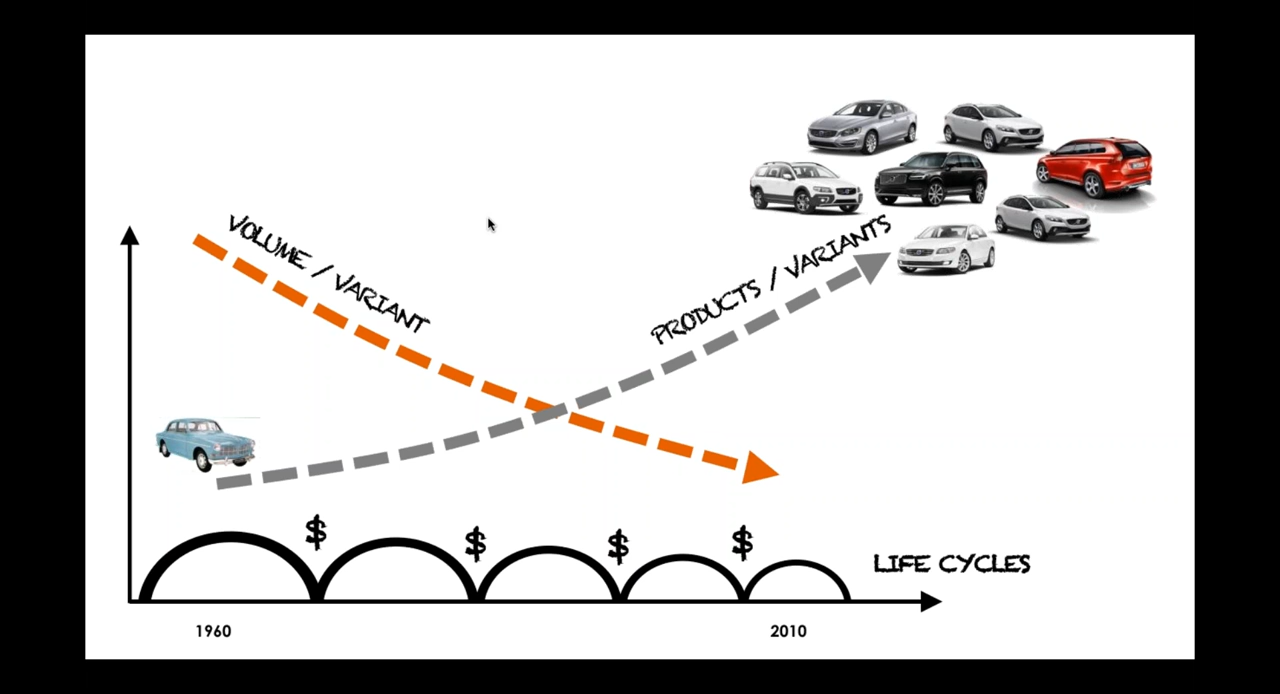 VOLUME / VARIANT
PRODUCTS / VARIANTS
$ $ $ $
LIFE CYCLES
1960 2010